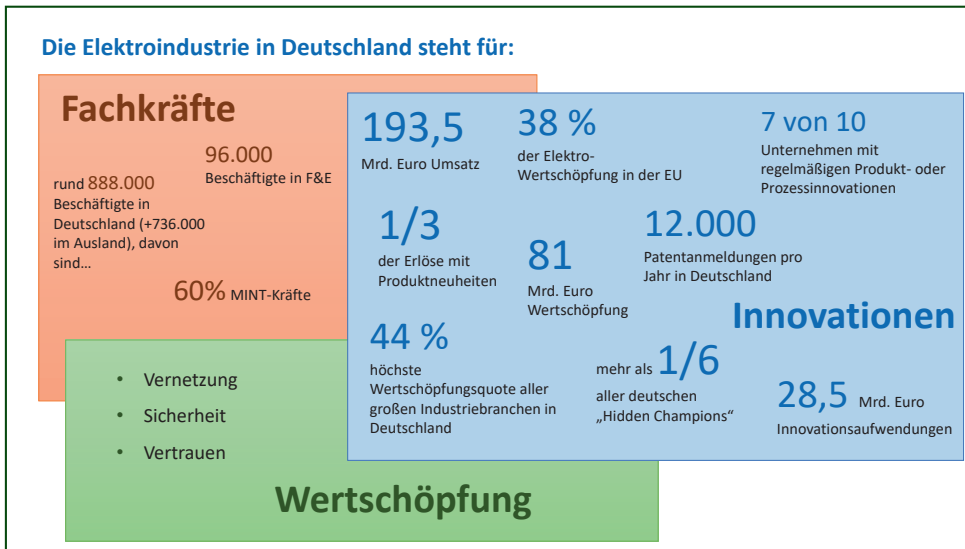 Die Elektroindustrie in Deutschland steht für:
Fachkräfte
96.000
Beschäftigte in F&E
rund 888.000
Beschäftigte in
Deutschland (+736.000
im Ausland), davon
sind…
60% MINT-Kräfte
193,5
Mrd. Euro Umsatz
38 %
der Elektro-
Wertschöpfung in der EU
7 von 10
Unternehmen mit
regelmäßigen Produkt- oder
Prozessinnovationen
1/3
der Erlöse mit
Produktneuheiten
81
Mrd. Euro
Wertschöpfung
12.000
Patentanmeldungen pro
Jahr in Deutschland
Innovationen
44 %
höchste
Wertschöpfungsquote aller
großen Industriebranchen in
Deutschland
mehr als 1/6
aller deutschen
„Hidden Champions“
28,5 Mrd. Euro
Innovationsaufwendungen
• Vernetzung
• Sicherheit
• Vertrauen
Wertschöpfung